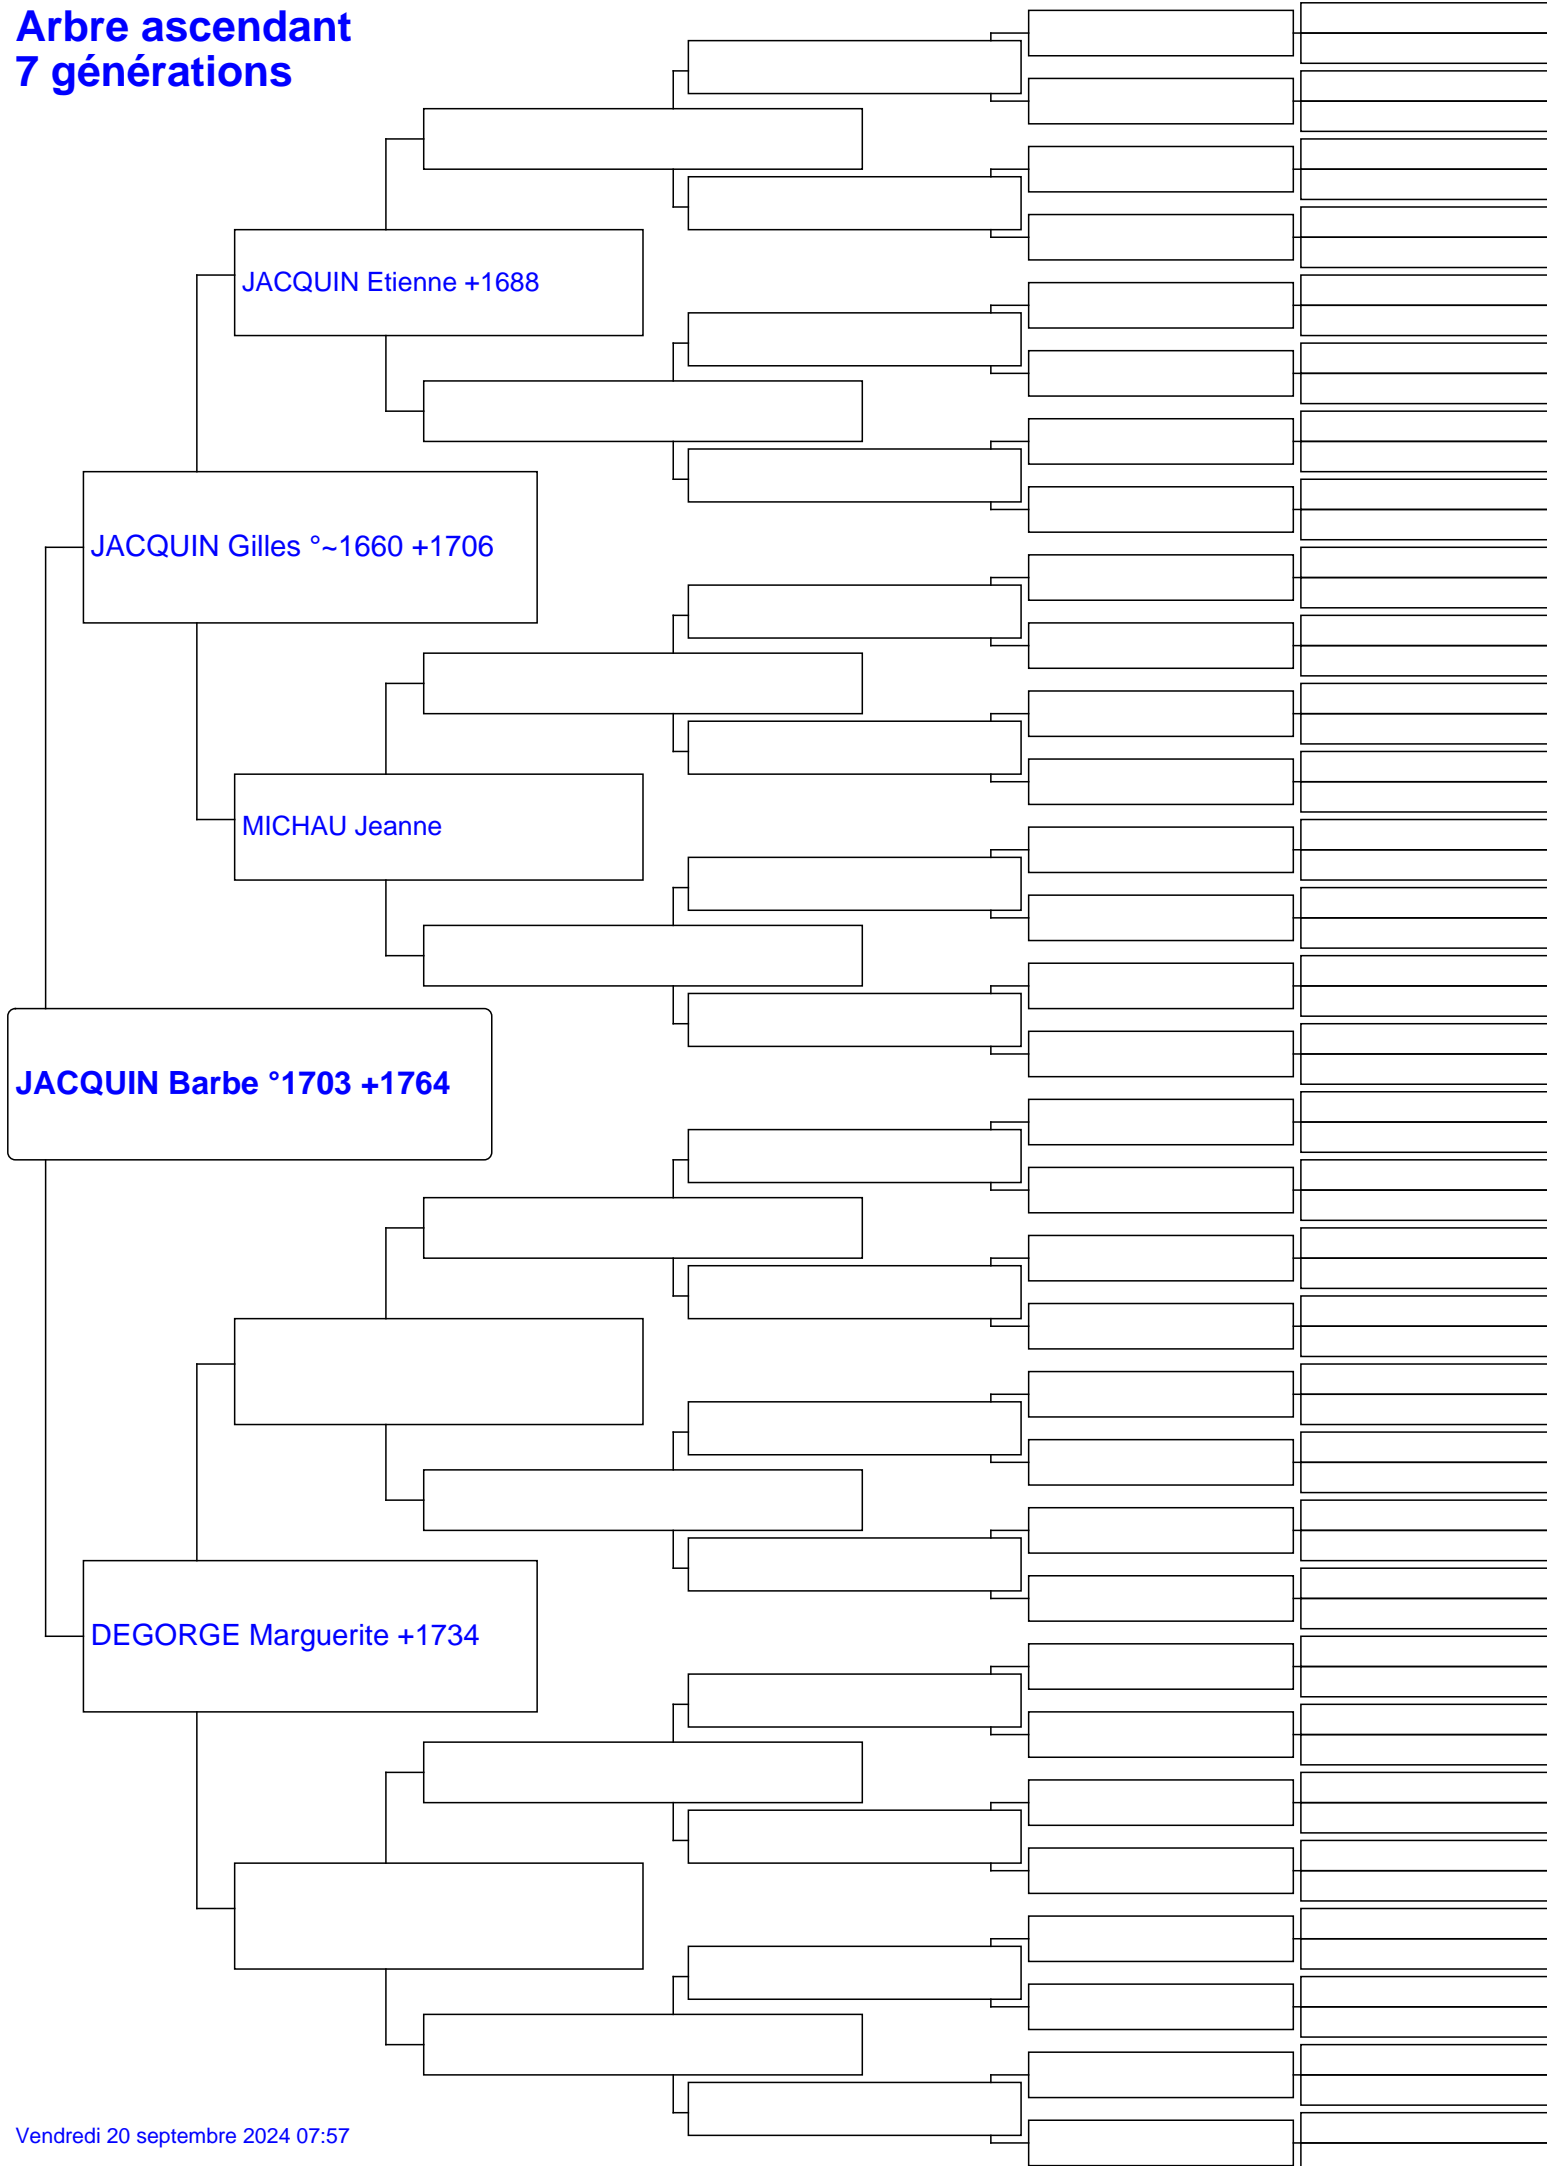 Arbre ascendant
7 générations
JACQUIN Etienne +1688
JACQUIN Gilles °~1660 +1706
MICHAU Jeanne
JACQUIN Barbe °1703 +1764
DEGORGE Marguerite +1734
Vendredi 20 septembre 2024 07:57